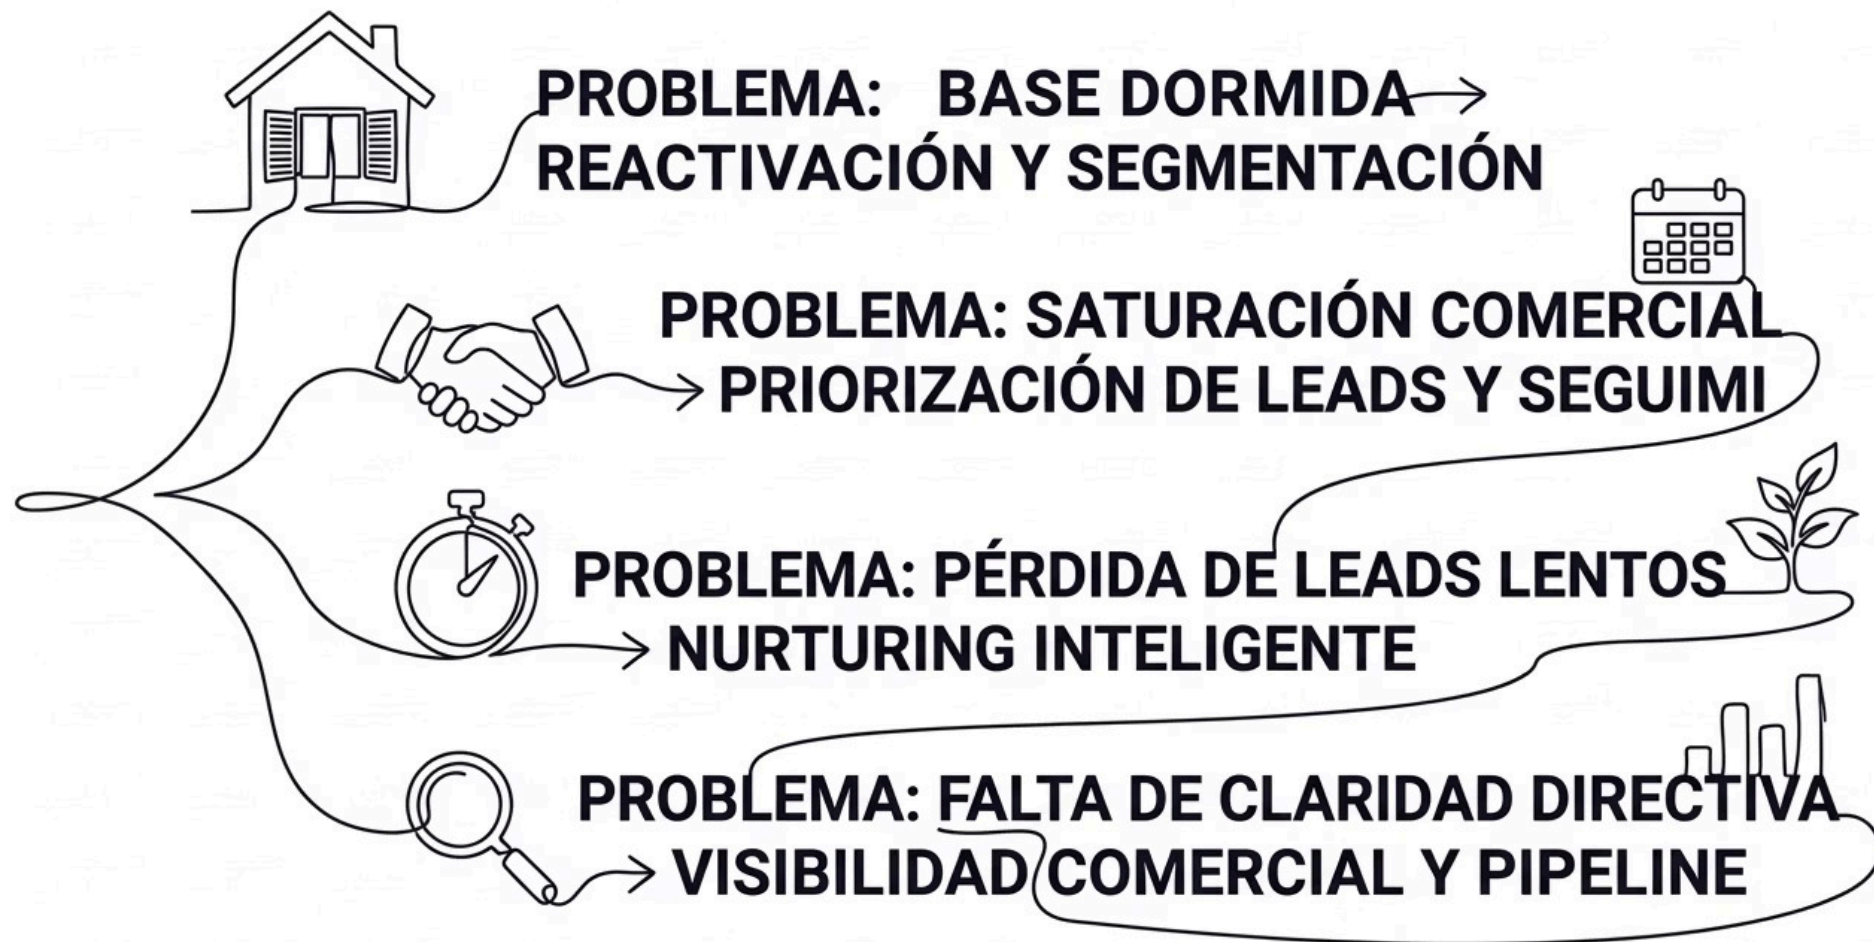 PROBLEMA: BASE DORMIDA
REACTIVACIÓN Y SEGMENTACIÓN
PROBLEMA: SATURACIÓN COMERCIAL
PRIORIZACIÓN DE LEADS Y SEGUIMI
PROBLEMA: PÉRDIDA DE LEADS LENTOS
NURTURING INTELIGENTE
PROBLEMA: FALTA DE CLARIDAD DIRECTIVA
VISIBILIDAD COMERCIAL Y PIPELINE